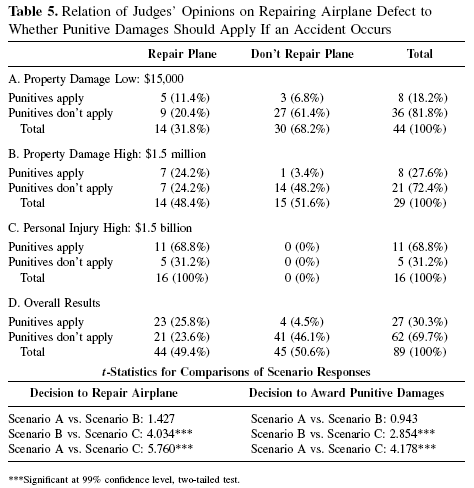 Table 5. Relation of Judges' Opinions on Repairing Airplane Defect to
Whether Punitive Damages Should Apply If an Accident Occurs
Repair Plane Don't Repair Plane Total
A. Property Damage Low: $15,000
Punitives apply 5 (11.4%) 3 (6.8%) 8 (18.2%)
Punitives don't apply 9 (20.4%) 27 (61.4%) 36 (81.8%)
Total 14 (31.8%) 30 (68.2%) 44 (100%)
B. Property Damage High: $1.5 million
Punitives apply 7 (24.2%) 1 (3.4%) 8 (27.6%)
Punitives don't apply 7 (24.2%) 14 (48.2%) 21 (72.4%)
Total 14 (48.4%) 15 (51.6%) 29 (100%)
C. Personal Injury High: $1.5 billion
Punitives apply 11 (68.8%) 0 (0%) 11 (68.8%)
Punitives don't apply 5 (31.2%) 0 (0%) 5 (31.2%)
Total 16 (100%) 0 (0%) 16 (100%)
D. Overall Results
Punitives apply 23 (25.8%) 4 (4.5%) 27 (30.3%)
Punitives don't apply 21 (23.6%) 41 (46.1%) 62 (69.7%)
Total 44 (49.4%) 45 (50.6%) 89 (100%)
t-Statistics for Comparisons of Scenario Responses
Decision to Repair Airplane Decision to Award Punitive Damages
Scenario A vs. Scenario B: 1.427 Scenario A vs. Scenario B: 0.943
Scenario B vs. Scenario C: 4.034*** Scenario B vs. Scenario C: 2.854***
Scenario A vs. Scenario C: 5.760*** Scenario A vs. Scenario C: 4.178***
***Significant at 99% confidence level, two-tailed test.